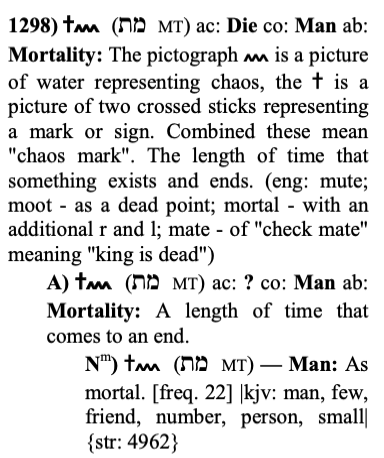 1298) 𐤕𐤌 (מת MT) ac: Die co: Man ab:
Mortality: The pictograph 𐤌 is a picture
of water representing chaos, the 𐤕 is a
picture of two crossed sticks representing
a mark or sign. Combined these mean
"chaos mark". The length of time that
something exists and ends. (eng: mute;
moot - as a dead point; mortal - with an
additional r and l; mate - of "check mate"
meaning "king is dead")
A) 𐤕𐤌 (מת MT) ac: ? co: Man ab:
Mortality: A length of time that
comes to an end.
Nm) 𐤕𐤌 (מת MT) — Man: As
mortal. [freq. 22] |kjv: man, few,
friend, number, person, small|
{str: 4962}